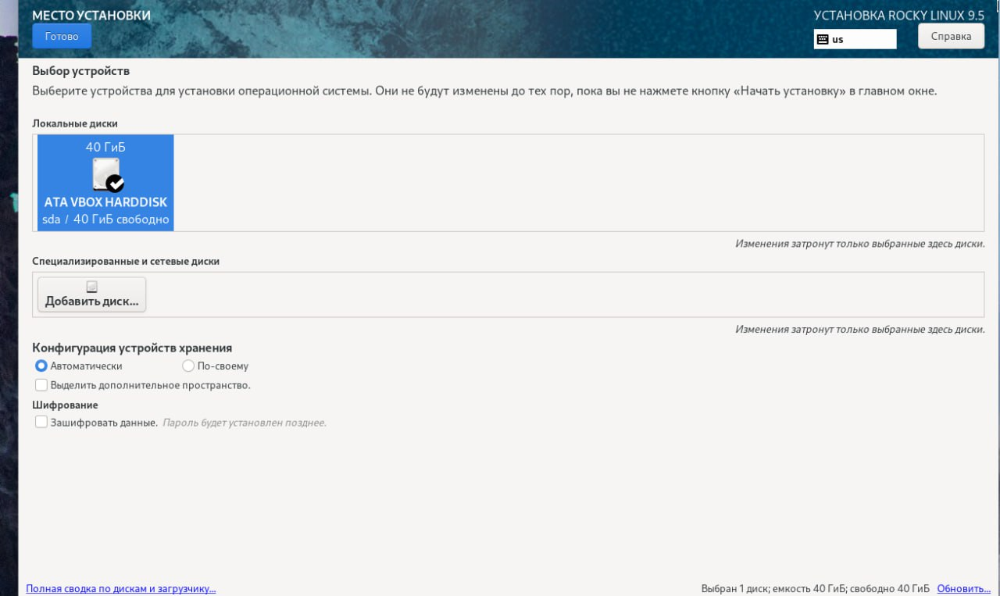 МЕСТО УСТАНОВКИ
УСТАНОВКА ROCKY LINUX 9.5
Готово
us
Справка
Выбор устройств
Выберите устройства для установки операционной системы. Они не будут изменены до тех пор, пока вы не нажмете кнопку «Начать установку» в главном окне.
Локальные диски
40 ГиБ
ATA VBOX HARDDISK
sda / 40 ГиБ свободно
Изменения затронут только выбранные здесь диски.
Специализированные и сетевые диски
Добавить диск...
Изменения затронут только выбранные здесь диски.
Конфигурация устройств хранения
Автоматически По-своему
Выделить дополнительное пространство.
Шифрование
Зашифровать данные. Пароль будет установлен позднее.
Полная сводка по дискам и загрузчику... Выбран 1 диск; емкость 40 ГиБ; свободно 40 ГиБ Обновить...